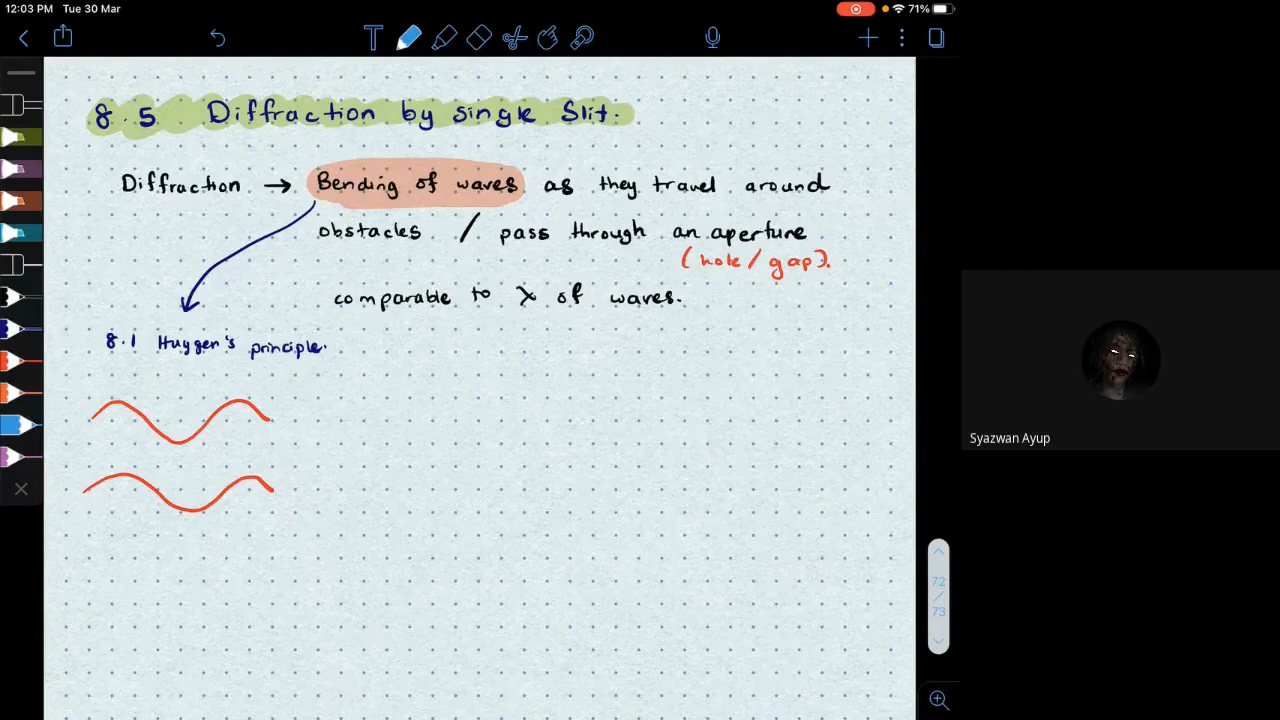 12:03 PM Tue 30 Mar
71%
8.5 Diffraction by single Slit.
Diffraction → Bending of waves as they travel around
obstacles / pass through an aperture
(hole / gap).
comparable to λ of waves.
8.1 Huygen's principle.
Syazwan Ayup
72
/
73